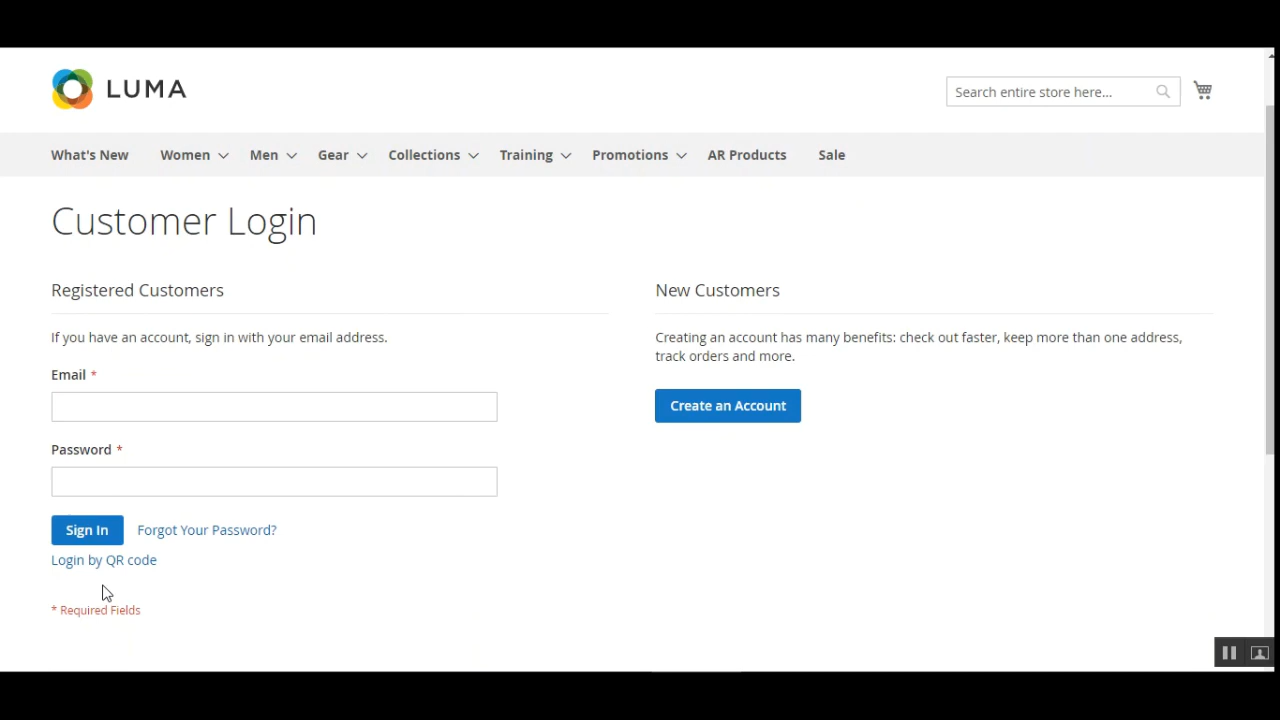 LUMA
Search entire store here...
What's New Women Men Gear Collections Training Promotions AR Products Sale
Customer Login
Registered Customers
If you have an account, sign in with your email address.
Email *
Password *
Sign In Forgot Your Password?
Login by QR code
* Required Fields
New Customers
Creating an account has many benefits: check out faster, keep more than one address,
track orders and more.
Create an Account